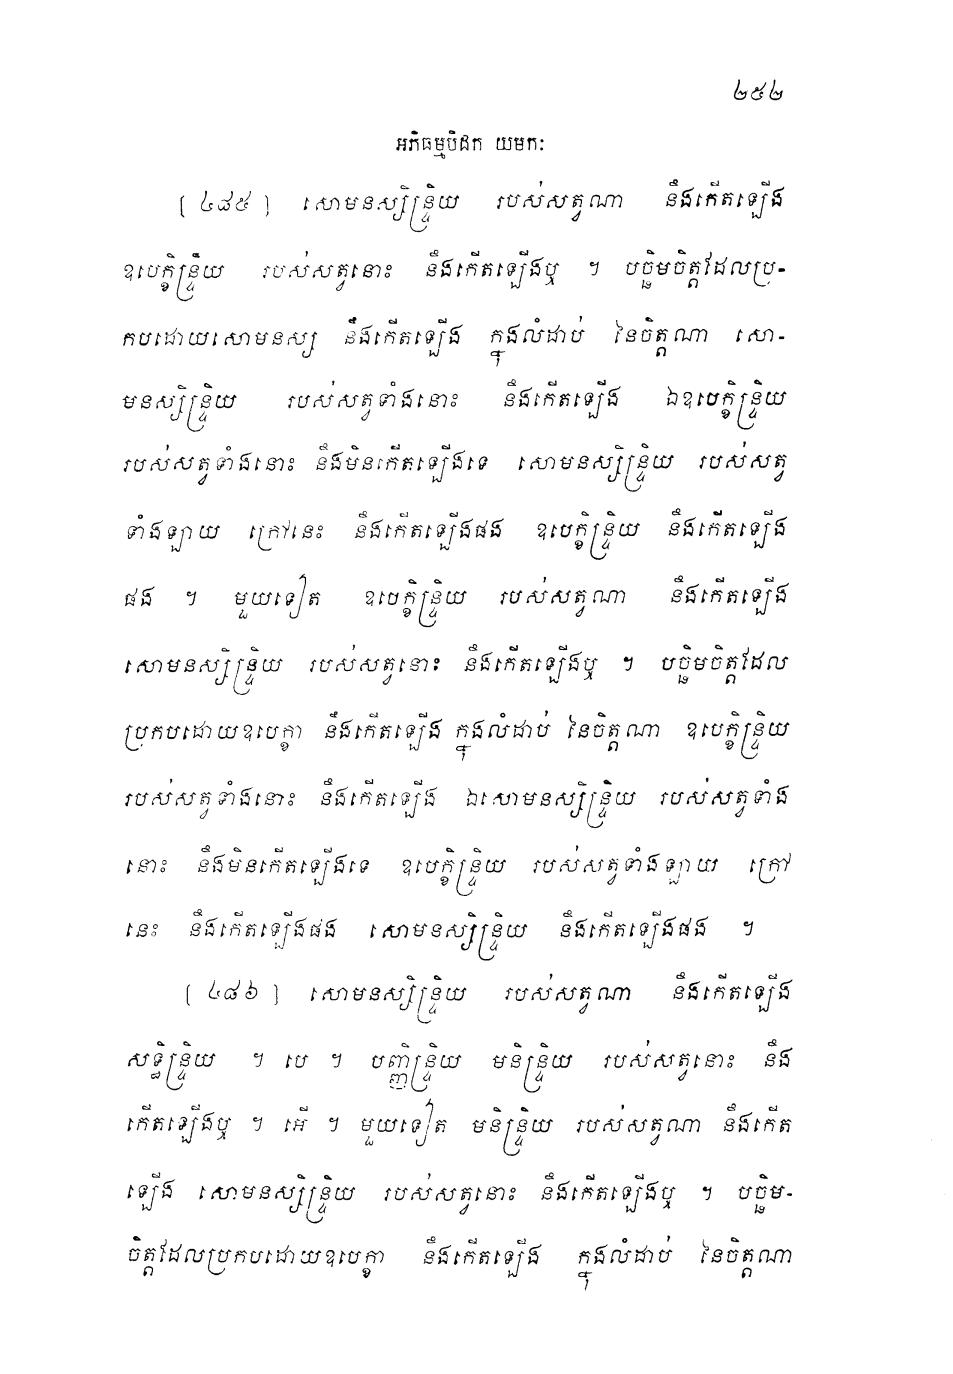 ២៥២
អភិធម្មបិដក យមកៈ
[ ៤៨៥ ] សោមនស្សិន្ទ្រិយ របស់សត្វណា នឹងកើតឡើង
ឧបេក្ខិន្ទ្រិយ របស់សត្វនោះ នឹងកើតឡើងឬ ។ បច្ឆិមចិត្តដែលប្រ-
កបដោយសោមនស្ស នឹងកើតឡើង ក្នុងលំដាប់ នៃចិត្តណា សោ-
មនស្សិន្ទ្រិយ របស់សត្វទាំងនោះ នឹងកើតឡើង ឯឧបេក្ខិន្ទ្រិយ
របស់សត្វទាំងនោះ នឹងមិនកើតឡើងទេ សោមនស្សិន្ទ្រិយ របស់សត្វ
ទាំងឡាយ ក្រៅនេះ នឹងកើតឡើងផង ឧបេក្ខិន្ទ្រិយ នឹងកើតឡើង
ផង ។ មួយទៀត ឧបេក្ខិន្ទ្រិយ របស់សត្វណា នឹងកើតឡើង
សោមនស្សិន្ទ្រិយ របស់សត្វនោះ នឹងកើតឡើងឬ ។ បច្ឆិមចិត្តដែល
ប្រកបដោយឧបេក្ខា នឹងកើតឡើង ក្នុងលំដាប់ នៃចិត្តណា ឧបេក្ខិន្ទ្រិយ
របស់សត្វទាំងនោះ នឹងកើតឡើង ឯសោមនស្សិន្ទ្រិយ របស់សត្វទាំង
នោះ នឹងមិនកើតឡើងទេ ឧបេក្ខិន្ទ្រិយ របស់សត្វទាំងឡាយ ក្រៅ
នេះ នឹងកើតឡើងផង សោមនស្សិន្ទ្រិយ នឹងកើតឡើងផង ។
[ ៤៨៦ ] សោមនស្សិន្ទ្រិយ របស់សត្វណា នឹងកើតឡើង
សទ្ធិន្ទ្រិយ ។ បេ ។ បញ្ញិន្ទ្រិយ មនិន្ទ្រិយ របស់សត្វនោះ នឹង
កើតឡើងឬ ។ អើ ។ មួយទៀត មនិន្ទ្រិយ របស់សត្វណា នឹងកើត
ឡើង សោមនស្សិន្ទ្រិយ របស់សត្វនោះ នឹងកើតឡើងឬ ។ បច្ឆិម-
ចិត្តដែលប្រកបដោយឧបេក្ខា នឹងកើតឡើង ក្នុងលំដាប់ នៃចិត្តណា